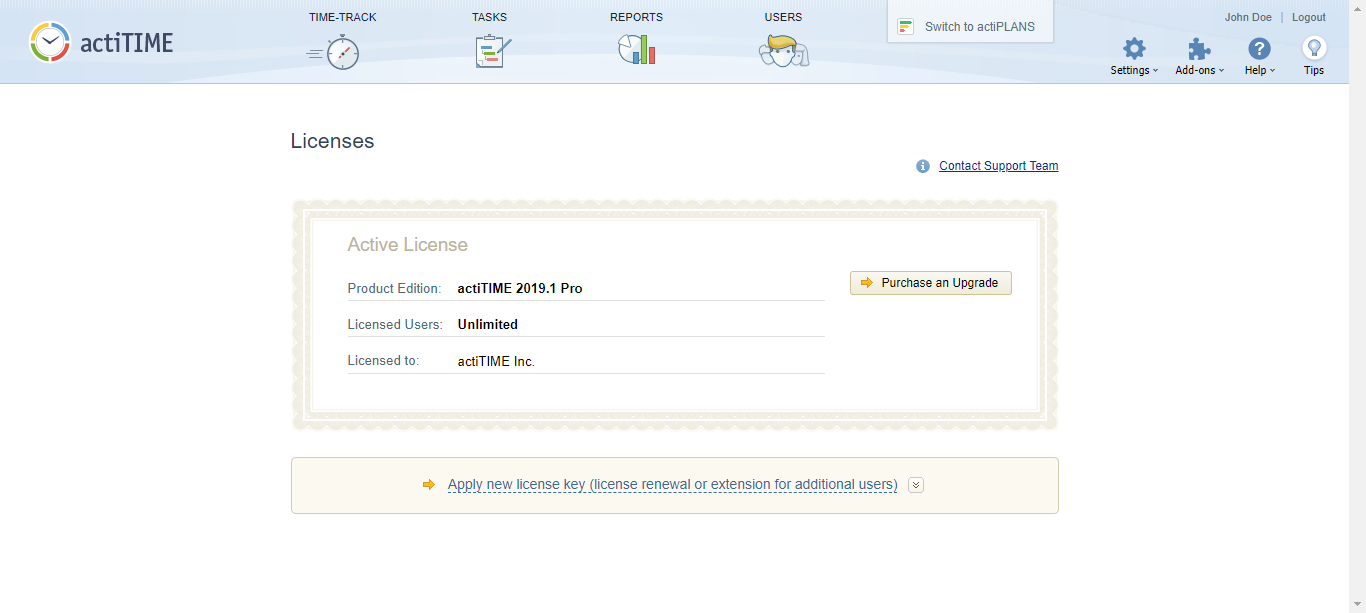 actiTIME
TIME-TRACK
TASKS
REPORTS
USERS
Switch to actiPLANS
John Doe | Logout
Settings
Add-ons
Help
Tips
Licenses
Contact Support Team
Active License
Product Edition: actiTIME 2019.1 Pro
Purchase an Upgrade
Licensed Users: Unlimited
Licensed to: actiTIME Inc.
Apply new license key (license renewal or extension for additional users)